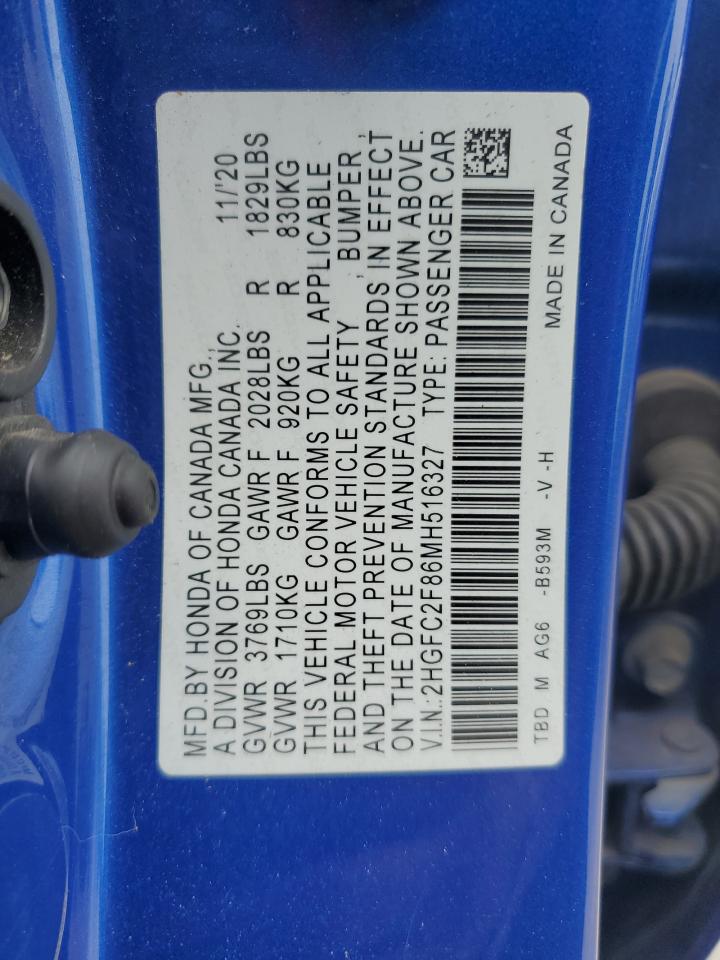 MFD.BY HONDA OF CANADA MFG., 11/'20
A DIVISION OF HONDA CANADA INC.
GVWR 3769LBS GAWR F 2028LBS R 1829LBS
GVWR 1710KG GAWR F 920KG R 830KG
THIS VEHICLE CONFORMS TO ALL APPLICABLE
FEDERAL MOTOR VEHICLE SAFETY , BUMPER ,
AND THEFT PREVENTION STANDARDS IN EFFECT
ON THE DATE OF MANUFACTURE SHOWN ABOVE.
V.I.N.:2HGFC2F86MH516327 TYPE: PASSENGER CAR
TBD M AG6 -B593M -V -H MADE IN CANADA